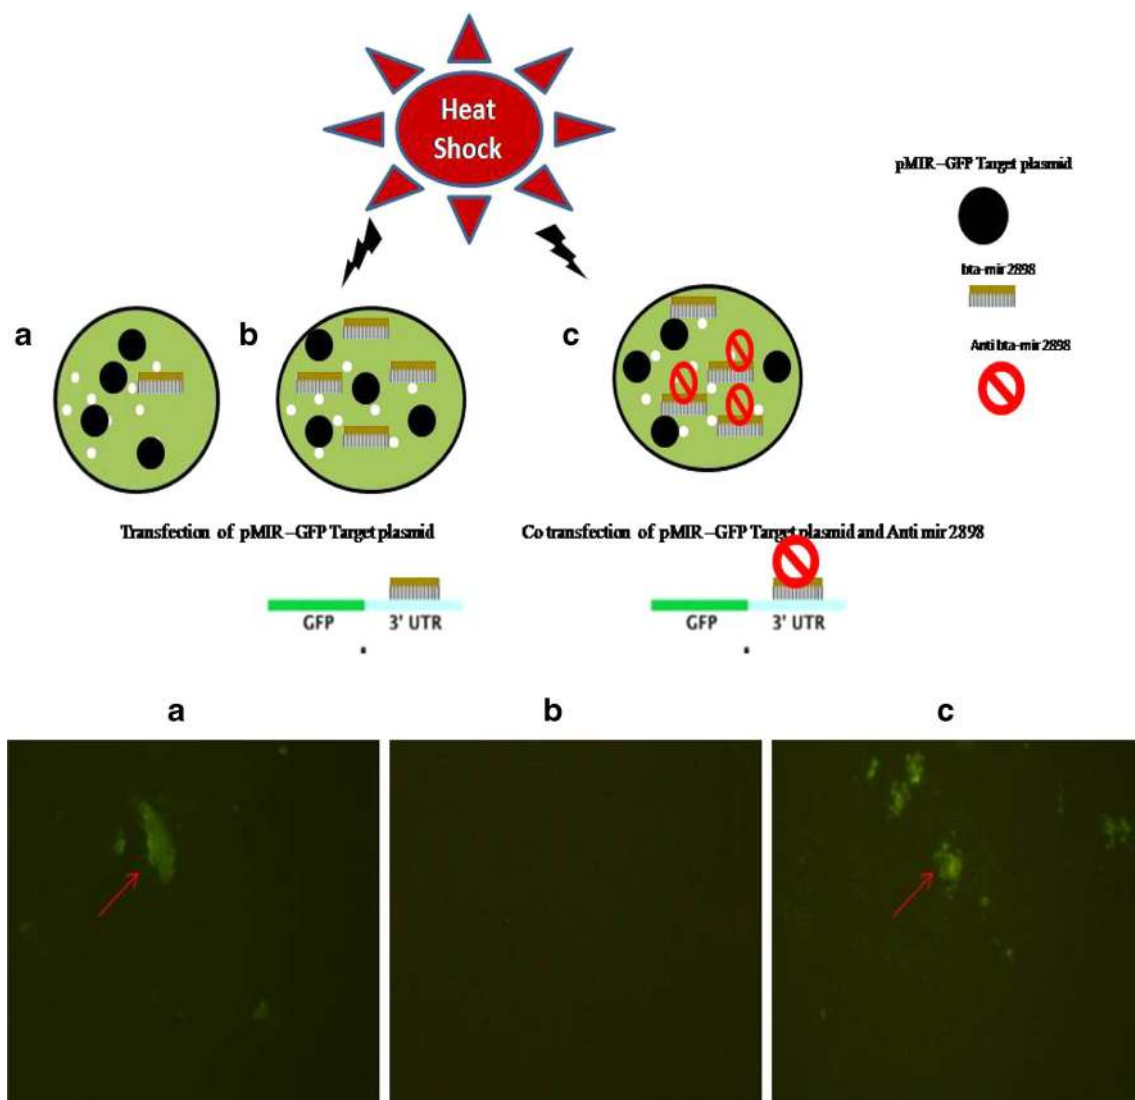 Heat
Shock
pMIR–GFP Target plasmid
bta-mir 2898
Anti bta-mir 2898
a
b
c
Transfection of pMIR–GFP Target plasmid
Co transfection of pMIR–GFP Target plasmid and Anti mir 2898
GFP
3' UTR
GFP
3' UTR
a
b
c